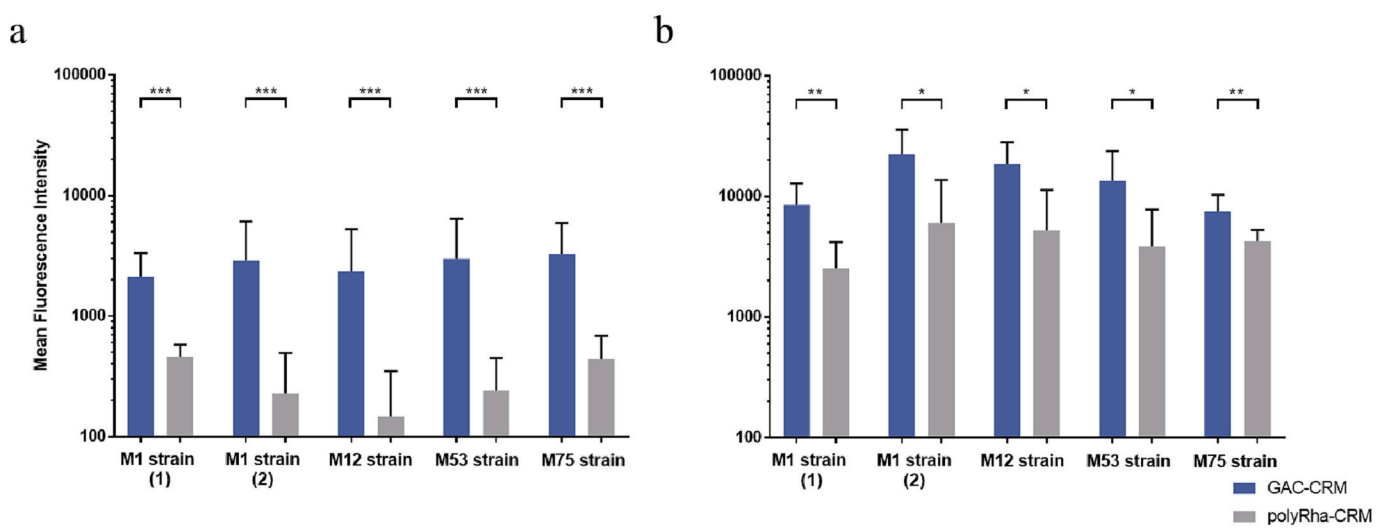 a
Mean Fluorescence Intensity
100000
10000
1000
100
***
***
***
***
***
M1 strain
(1)
M1 strain
(2)
M12 strain
M53 strain
M75 strain
b
100000
10000
1000
100
**
*
*
*
**
M1 strain
(1)
M1 strain
(2)
M12 strain
M53 strain
M75 strain
GAC-CRM
polyRha-CRM